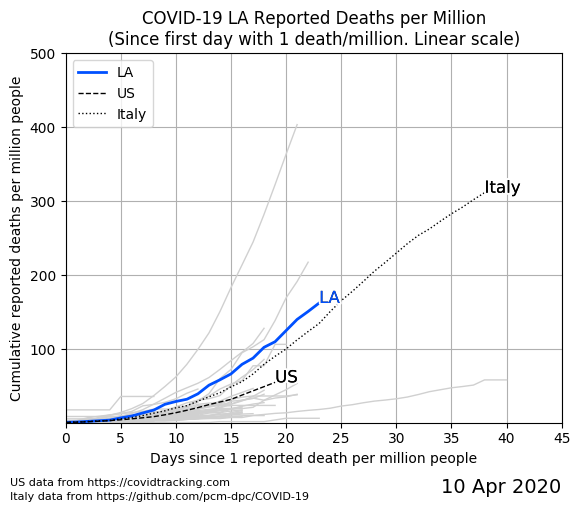 COVID-19 LA Reported Deaths per Million
(Since first day with 1 death/million. Linear scale)
500
400
300
200
100
Cumulative reported deaths per million people
LA
US
Italy
Italy
LA
US
0 5 10 15 20 25 30 35 40 45
Days since 1 reported death per million people
US data from https://covidtracking.com
Italy data from https://github.com/pcm-dpc/COVID-19
10 Apr 2020